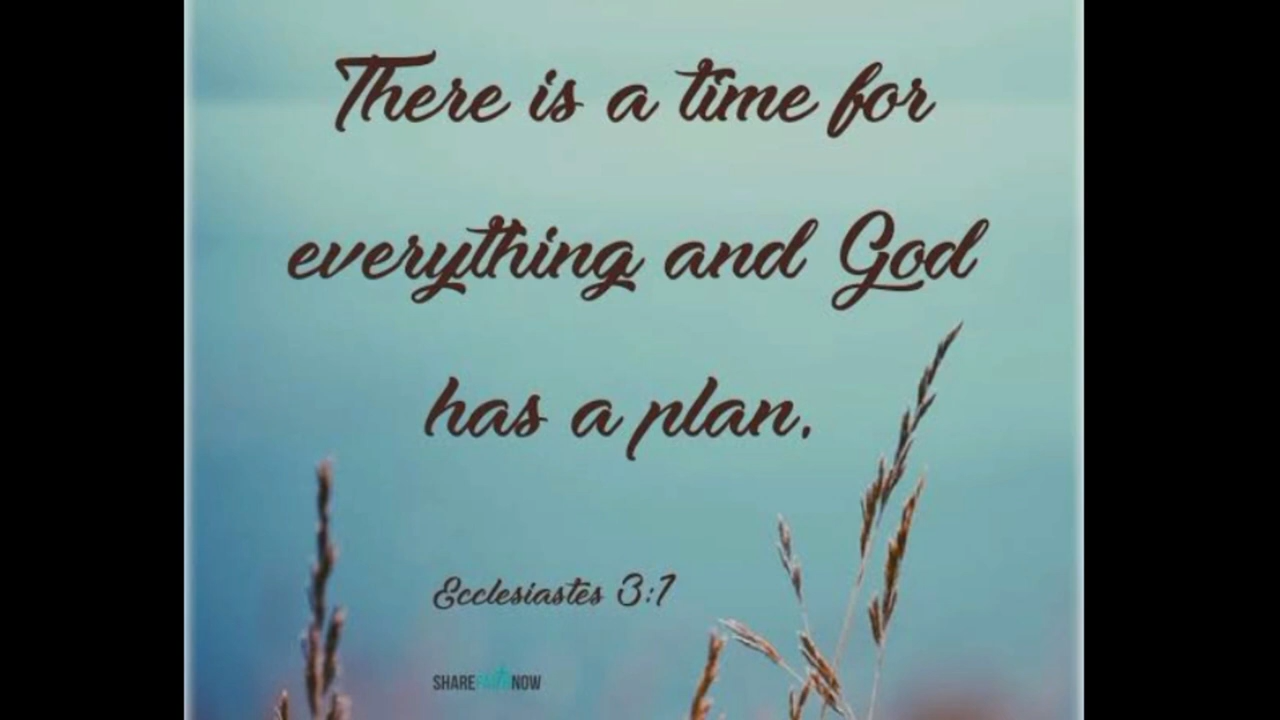 There is a time for
everything and God
has a plan.
Ecclesiastes 3:1
SHAREFAITHNOW